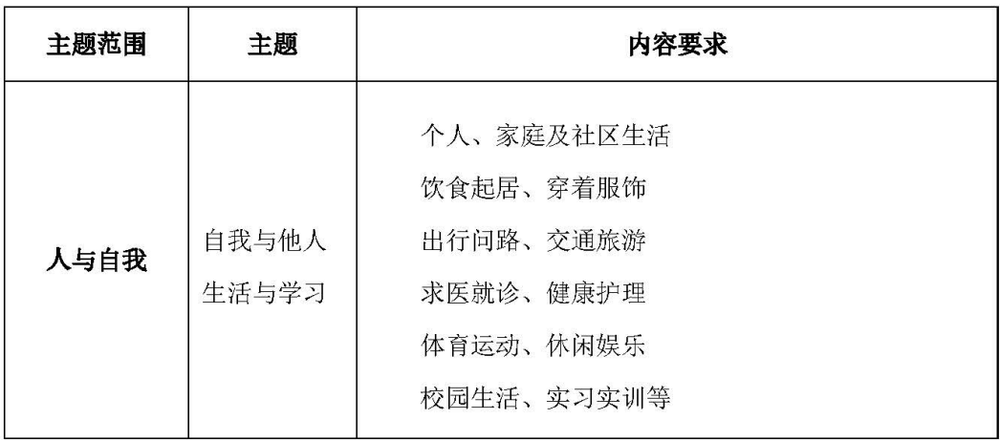 主题范围 主题 内容要求
人与自我
自我与他人
生活与学习
个人、家庭及社区生活
饮食起居、穿着服饰
出行问路、交通旅游
求医就诊、健康护理
体育运动、休闲娱乐
校园生活、实习实训等